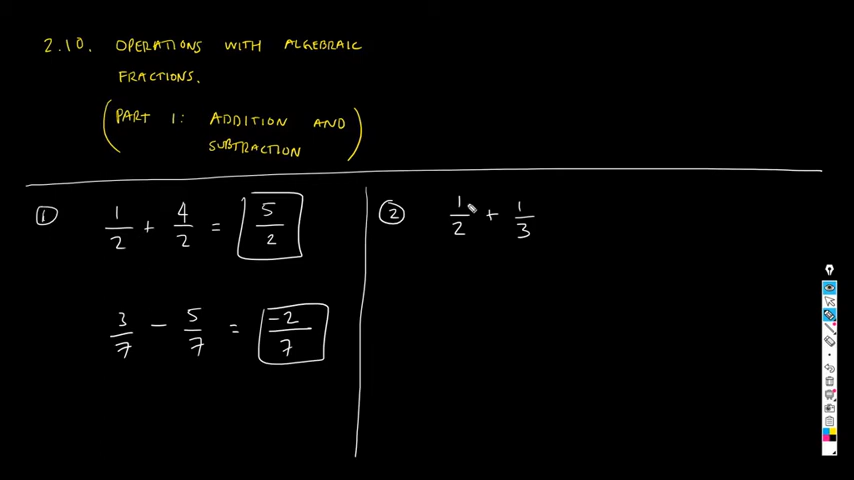 2.10. OPERATIONS WITH ALGEBRAIC
FRACTIONS.
(PART 1: ADDITION AND
SUBTRACTION)
① 1/2 + 4/2 = 5/2
3/7 - 5/7 = -2/7
② 1/2 + 1/3